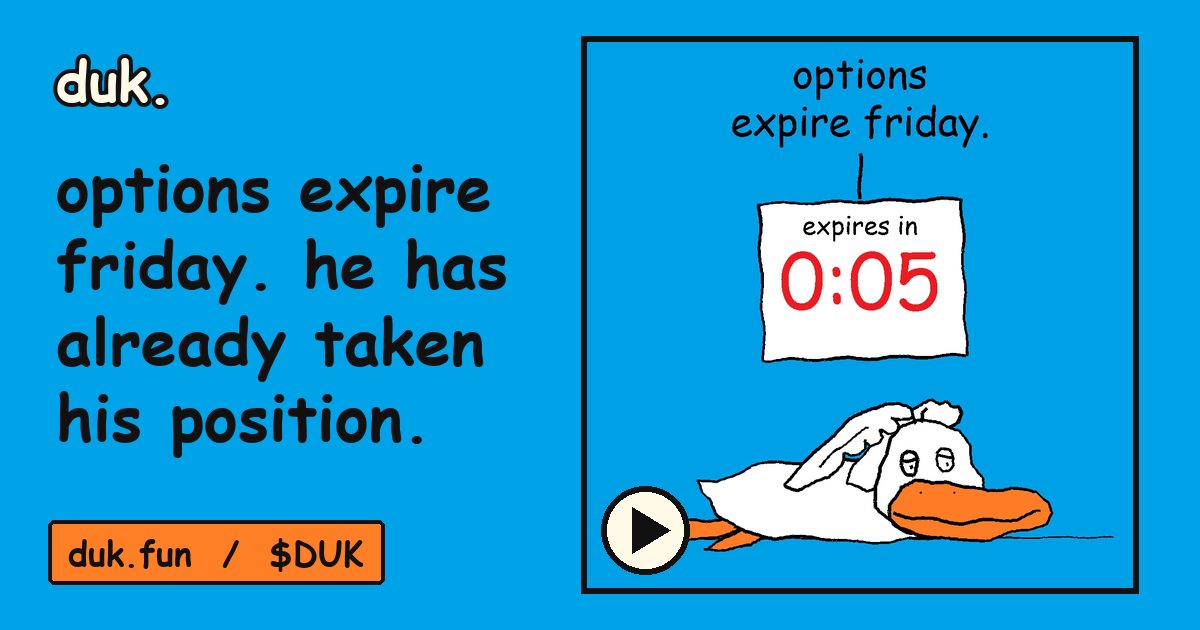 duk.
options expire
friday. he has
already taken
his position.
duk.fun / $DUK
options
expire friday.
expires in
0:05